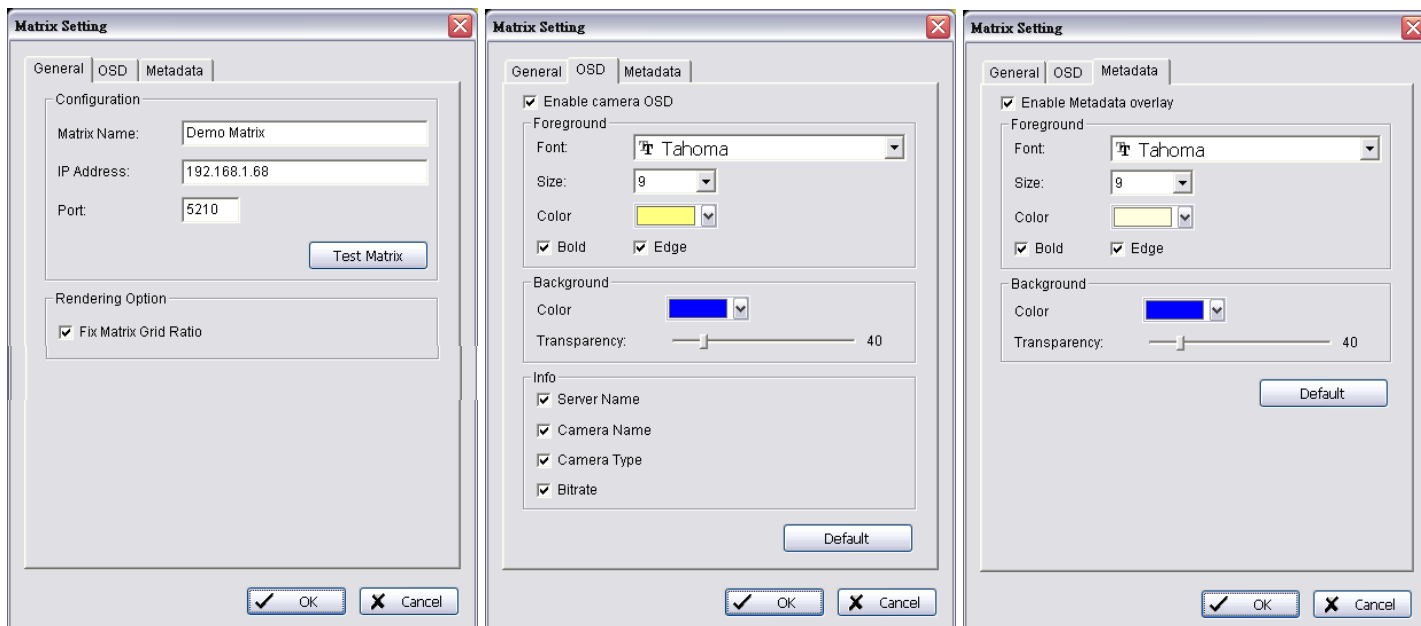 Matrix Setting
General OSD Metadata
Configuration
Matrix Name: Demo Matrix
IP Address: 192.168.1.68
Port: 5210
Test Matrix
Rendering Option
Fix Matrix Grid Ratio
OK Cancel
Matrix Setting
General OSD Metadata
Enable camera OSD
Foreground
Font: Tahoma
Size: 9
Color
Bold Edge
Background
Color
Transparency: 40
Info
Server Name
Camera Name
Camera Type
Bitrate
Default
OK Cancel
Matrix Setting
General OSD Metadata
Enable Metadata overlay
Foreground
Font: Tahoma
Size: 9
Color
Bold Edge
Background
Color
Transparency: 40
Default
OK Cancel